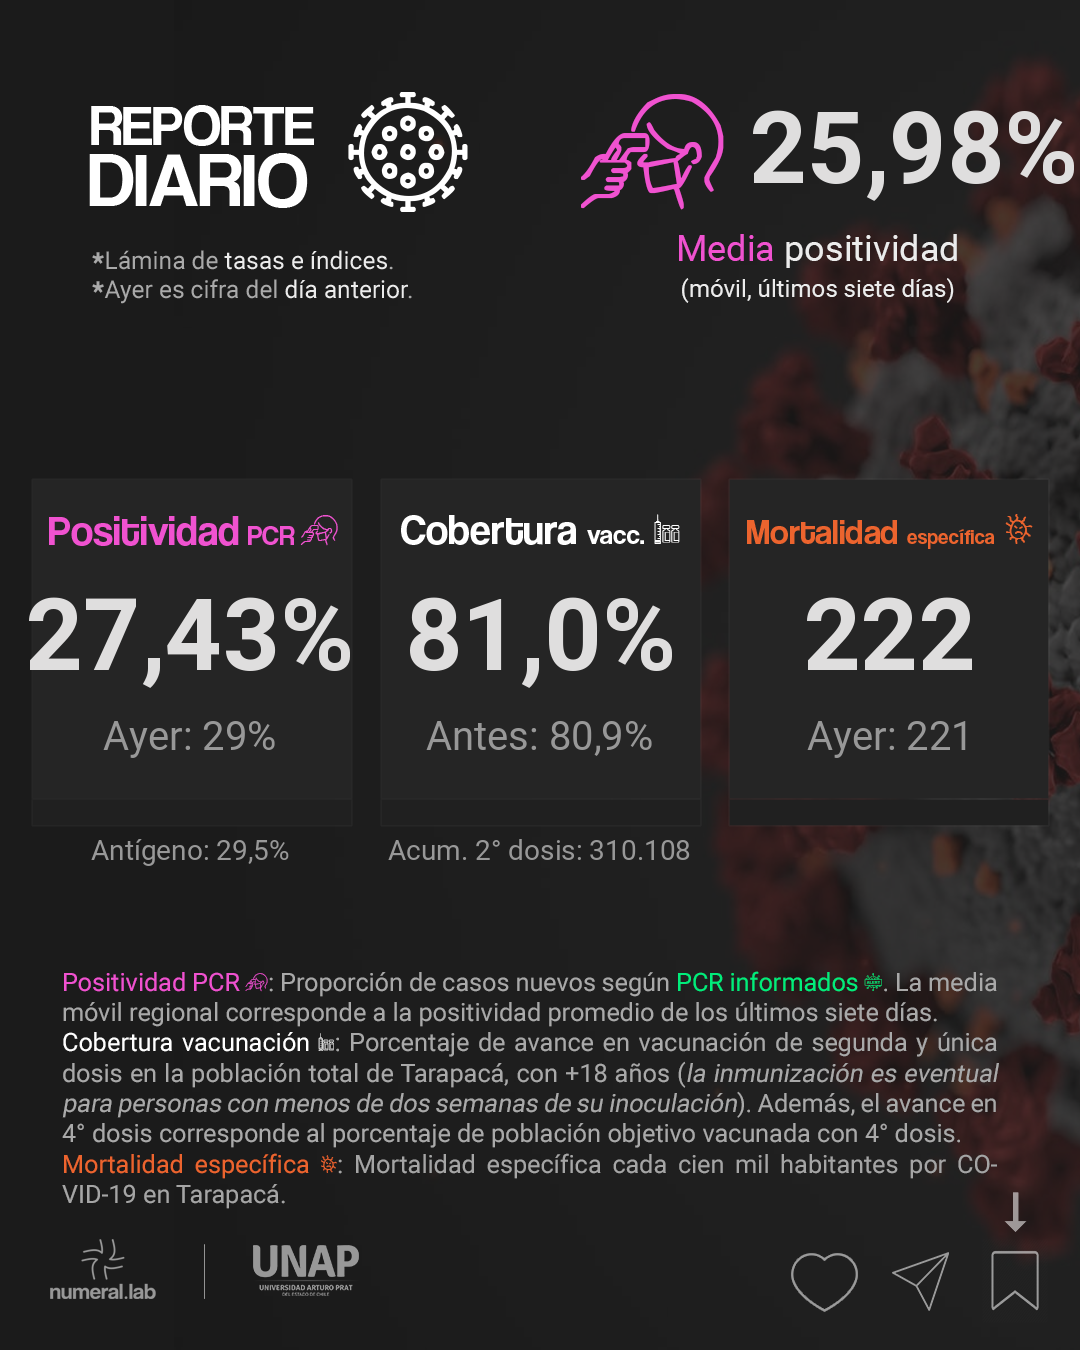 REPORTE
DIARIO
*Lámina de tasas e índices.
*Ayer es cifra del día anterior.
25,98%
Media positividad
(móvil, últimos siete días)
Positividad PCR
27,43%
Ayer: 29%
Antígeno: 29,5%
Cobertura vacc.
81,0%
Antes: 80,9%
Acum. 2° dosis: 310.108
Mortalidad específica
222
Ayer: 221
Positividad PCR : Proporción de casos nuevos según PCR informados . La media
móvil regional corresponde a la positividad promedio de los últimos siete días.
Cobertura vacunación : Porcentaje de avance en vacunación de segunda y única
dosis en la población total de Tarapacá, con +18 años (la inmunización es eventual
para personas con menos de dos semanas de su inoculación). Además, el avance en
4° dosis corresponde al porcentaje de población objetivo vacunada con 4° dosis.
Mortalidad específica : Mortalidad específica cada cien mil habitantes por CO-
VID-19 en Tarapacá.
numeral.lab
UNAP
UNIVERSIDAD ARTURO PRAT
DEL ESTADO DE CHILE